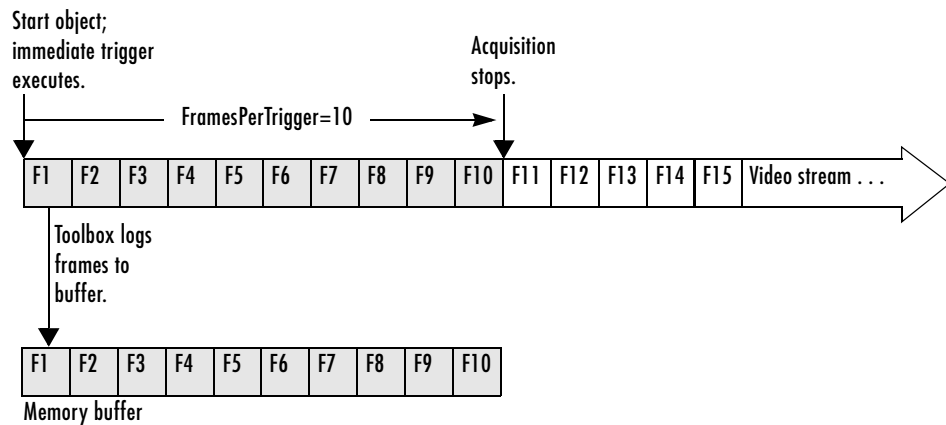 Start object;
immediate trigger
executes.
Acquisition
stops.
FramesPerTrigger=10
F1 F2 F3 F4 F5 F6 F7 F8 F9 F10 F11 F12 F13 F14 F15 Video stream . . .
Toolbox logs
frames to
buffer.
F1 F2 F3 F4 F5 F6 F7 F8 F9 F10
Memory buffer